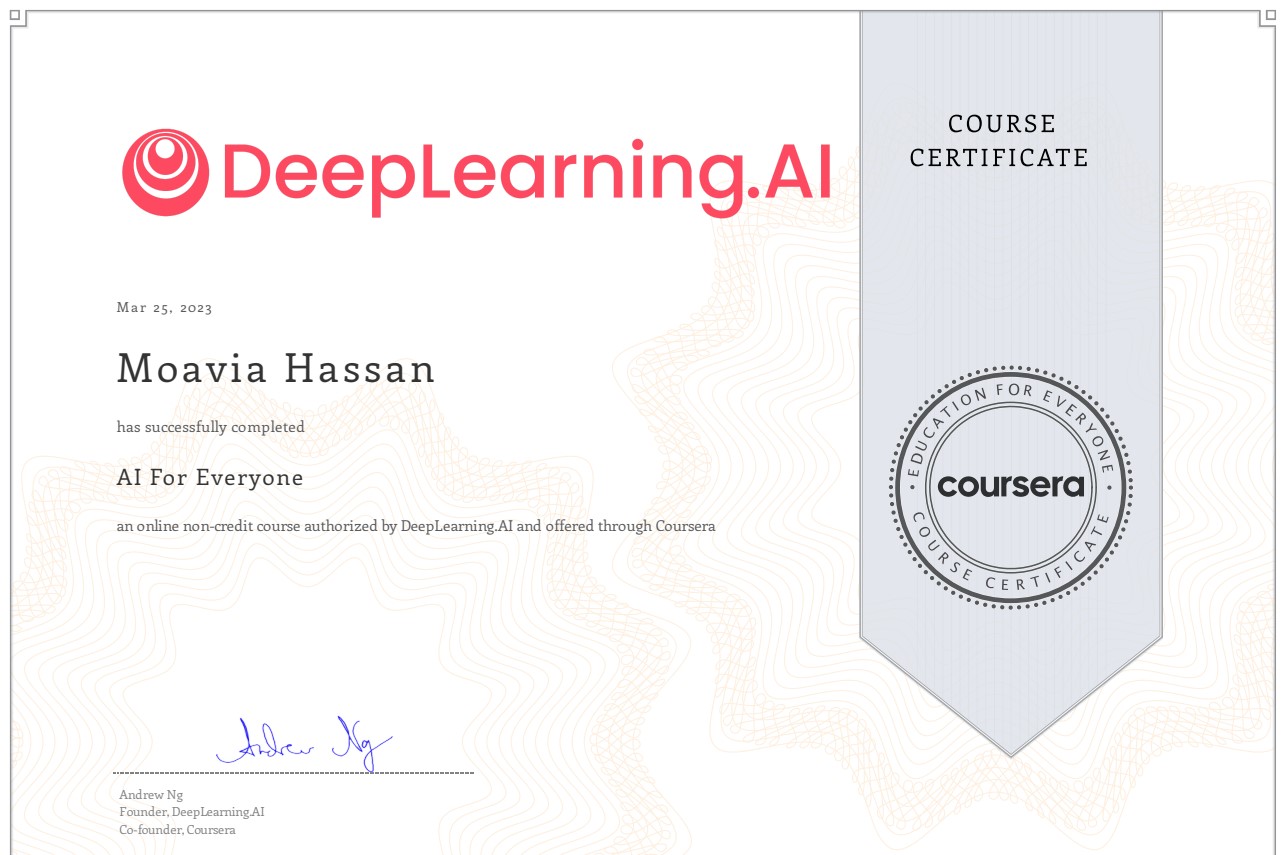 DeepLearning.AI
COURSE
CERTIFICATE
Mar 25, 2023
Moavia Hassan
has successfully completed
AI For Everyone
an online non-credit course authorized by DeepLearning.AI and offered through Coursera
EDUCATION FOR EVERYONE
coursera
COURSE CERTIFICATE
Andrew Ng
Andrew Ng
Founder, DeepLearning.AI
Co-founder, Coursera